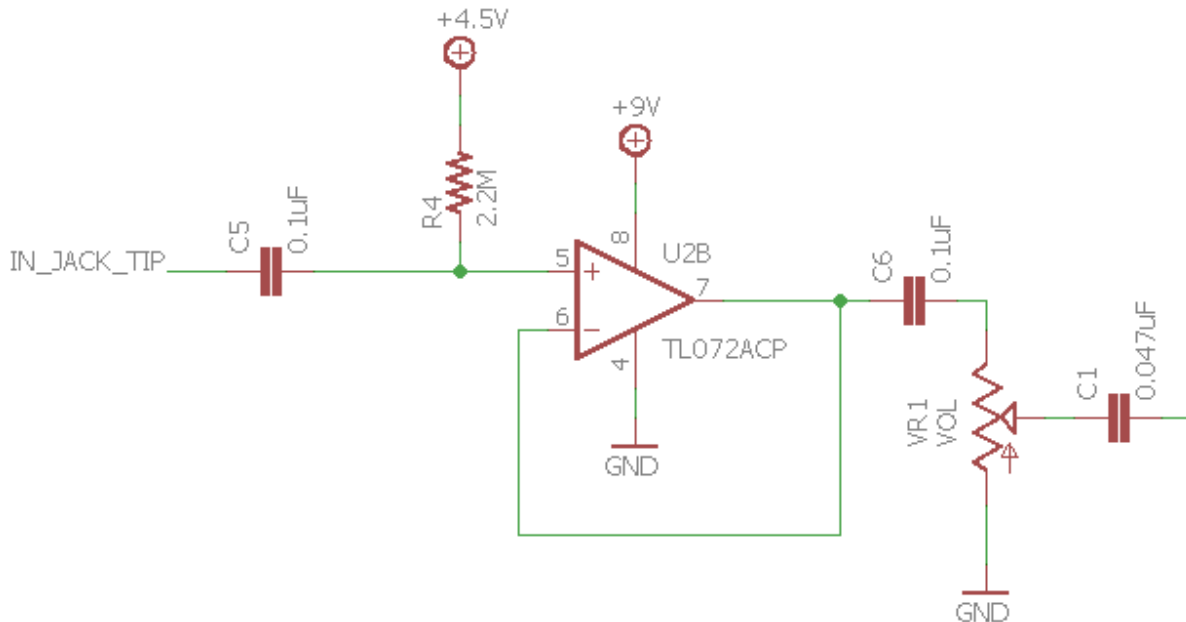 +4.5V
+9V
R4
2.2M
C5
0.1uF
IN_JACK_TIP
8
U2B
5
+
7
6
−
4
TL072ACP
GND
C6
0.1uF
VR1
VOL
C1
0.047uF
GND